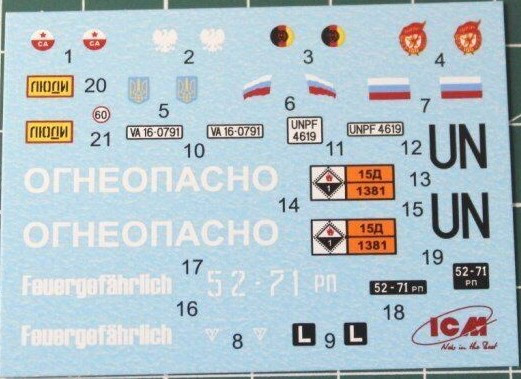 СА
СА
1
2
3
4
ЛЮДИ
20
5
6
7
60
ЛЮДИ
21
VA 16-0791
VA 16-0791
10
UNPF
4619
11
UNPF 4619
12
UN
ОГНЕОПАСНО
1
15Д
1381
13
14
15
UN
ОГНЕОПАСНО
1
15Д
1381
19
17
Feuergefährlich
52-71 РП
52-71 РП
52-71
РП
16
18
Feuergefährlich
8
L
9
L
ICM